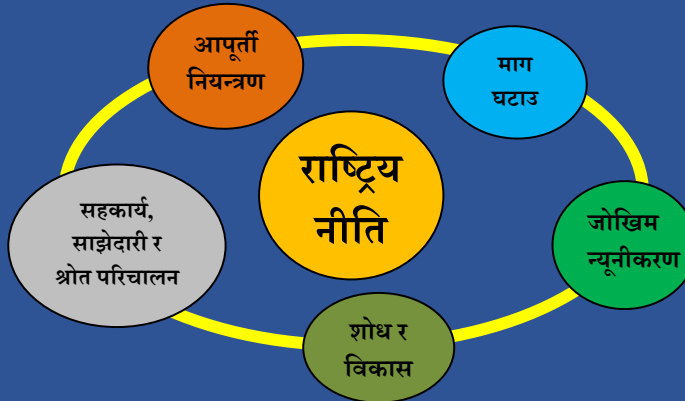 आपूर्ती
नियन्त्रण
माग
घटाउ
राष्ट्रिय
नीति
सहकार्य,
साझेदारी र
श्रोत परिचालन
जोखिम
न्यूनीकरण
शोध र
विकास